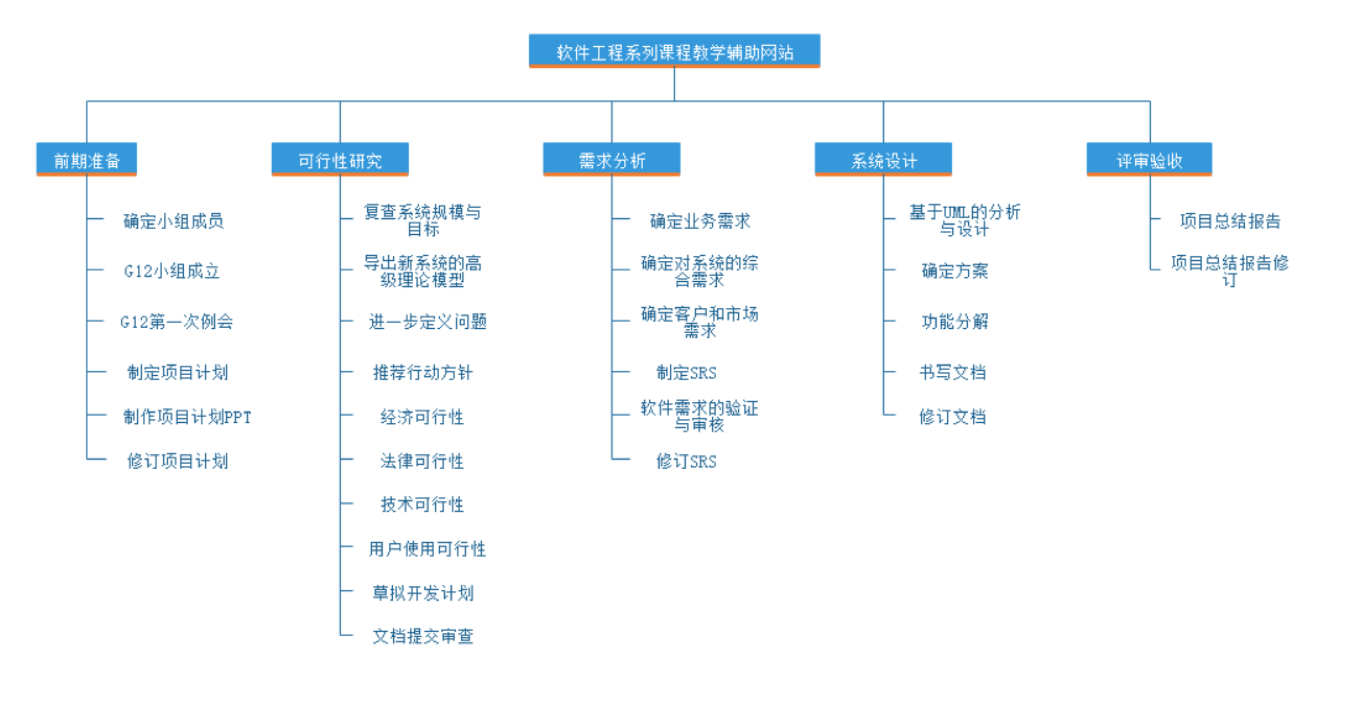 软件工程系列课程教学辅助网站
前期准备
确定小组成员
G12小组成立
G12第一次例会
制定项目计划
制作项目计划PPT
修订项目计划
可行性研究
复查系统规模与
目标
导出新系统的高
级理论模型
进一步定义问题
推荐行动方针
经济可行性
法律可行性
技术可行性
用户使用可行性
草拟开发计划
文档提交审查
需求分析
确定业务需求
确定对系统的综
合需求
确定客户和市场
需求
制定SRS
软件需求的验证
与审核
修订SRS
系统设计
基于UML的分析
与设计
确定方案
功能分解
书写文档
修订文档
评审验收
项目总结报告
项目总结报告修
订